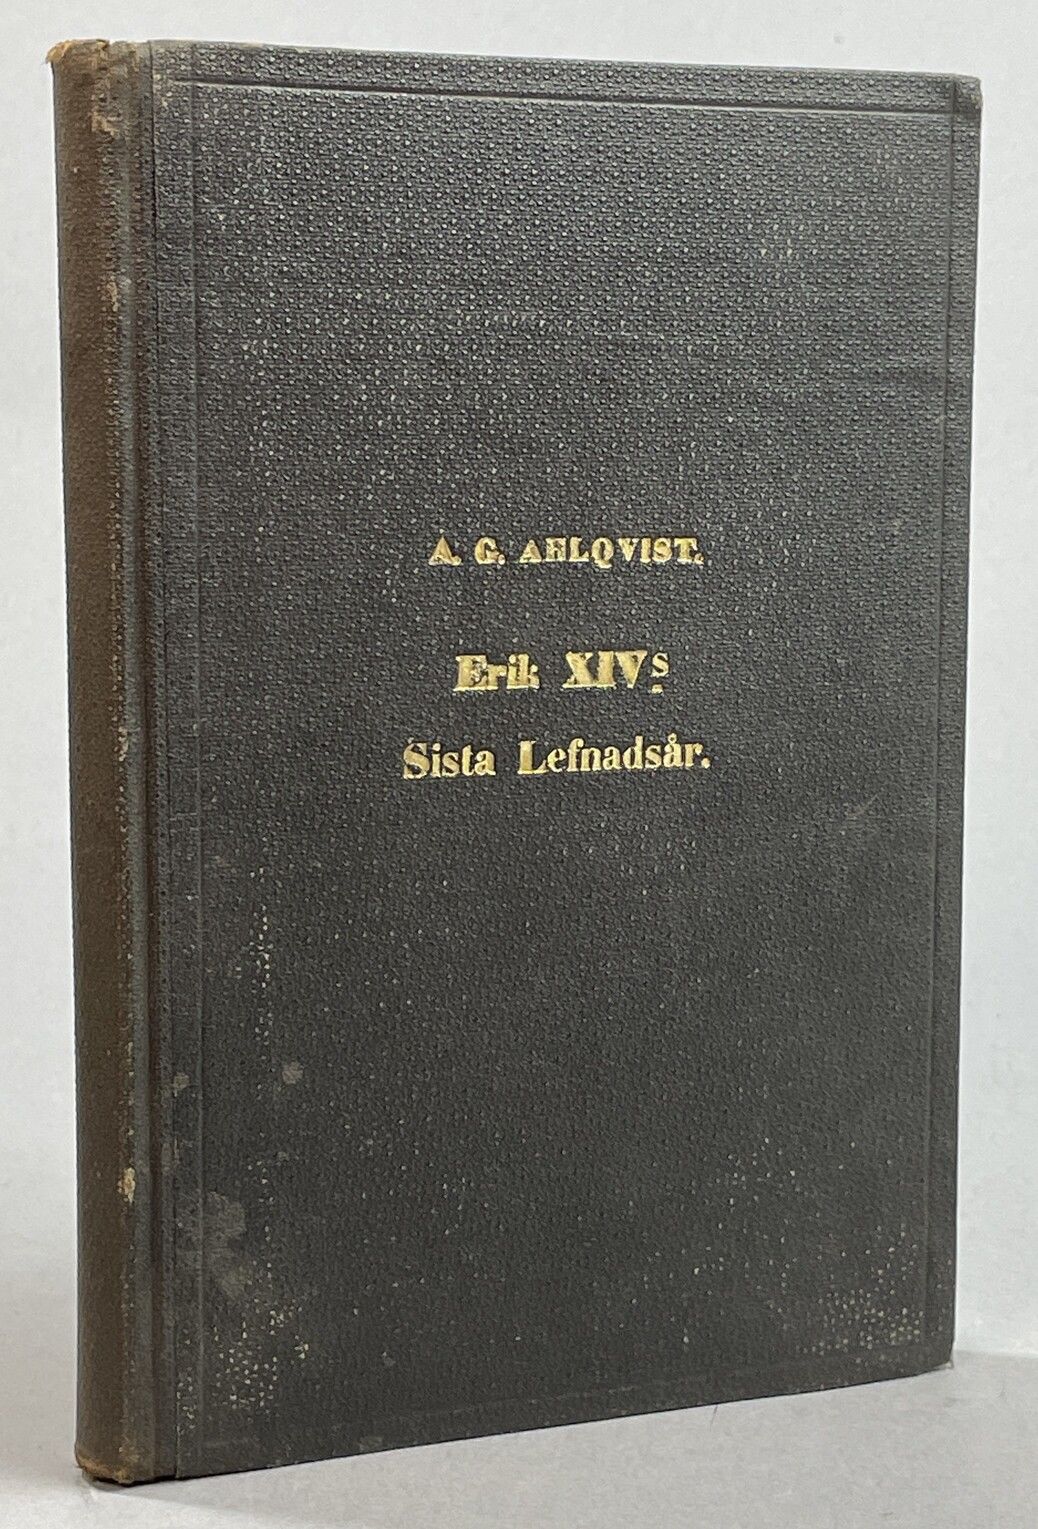 A. G. AHLQVIST.
Erik XIVs.
Sista Lefnadsår.